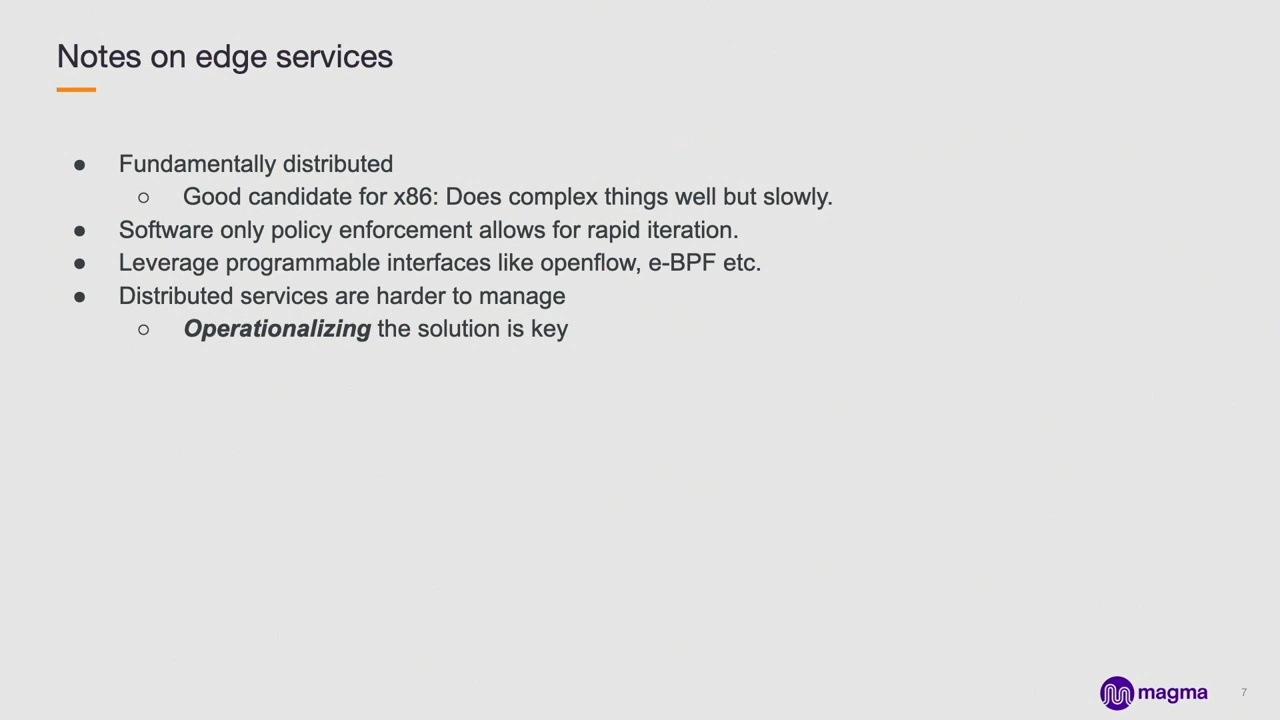 Notes on edge services
● Fundamentally distributed
○ Good candidate for x86: Does complex things well but slowly.
● Software only policy enforcement allows for rapid iteration.
● Leverage programmable interfaces like openflow, e-BPF etc.
● Distributed services are harder to manage
○ Operationalizing the solution is key
magma
7